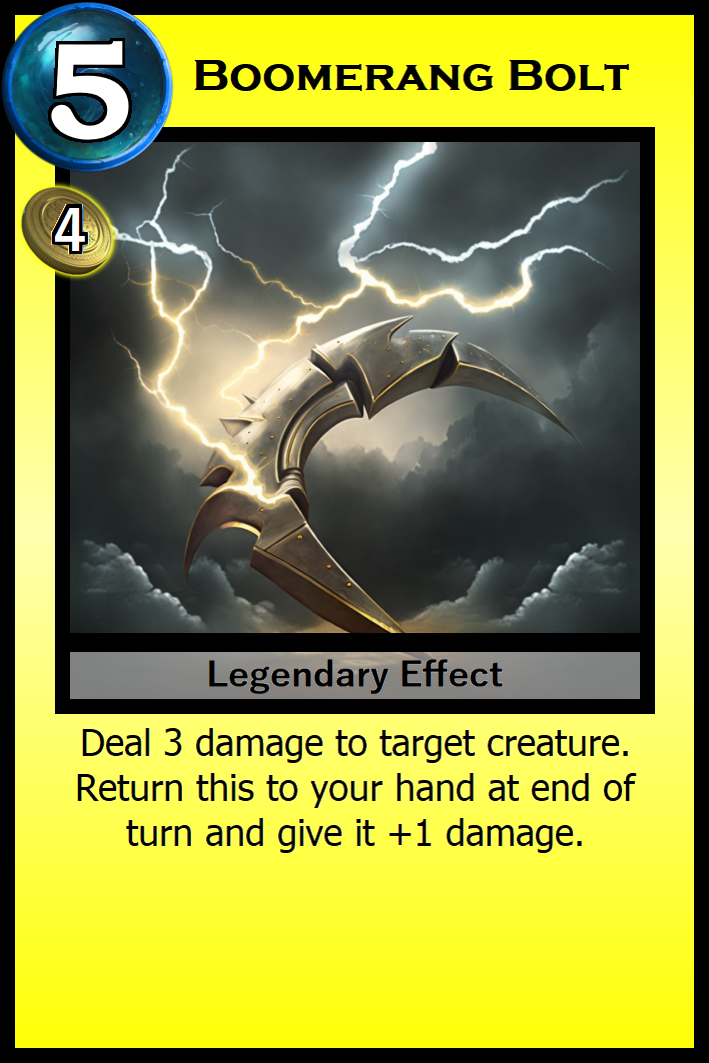 5
Boomerang Bolt
4
Legendary Effect
Deal 3 damage to target creature.
Return this to your hand at end of
turn and give it +1 damage.